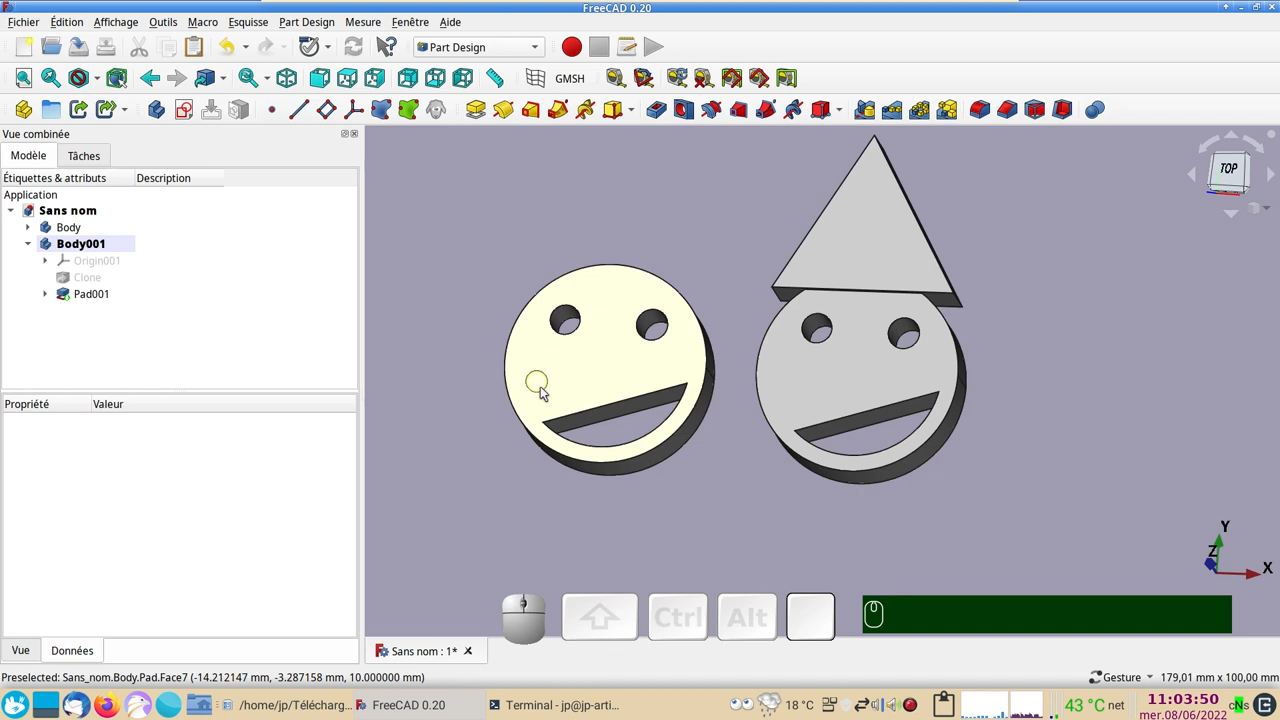 FreeCAD 0.20
Fichier Édition Affichage Outils Macro Esquisse Part Design Mesure Fenêtre Aide
Part Design
GMSH
Vue combinée
Modèle Tâches
Étiquettes & attributs Description
Application
Sans nom
Body
Body001
Origin001
Clone
Pad001
Propriété Valeur
TOP
Y
Z
X
Ctrl Alt
Vue Données
Sans nom : 1*
Preselected: Sans_nom.Body.Pad.Face7 (-14.212147 mm, -3.287158 mm, 10.000000 mm)
Gesture 179,01 mm x 100,00 mm
/home/jp/Télécharg...
FreeCAD 0.20
Terminal - jp@jp-arti...
18 °C
43 °C net
11:03:50
mer.08/06/2022
cNs